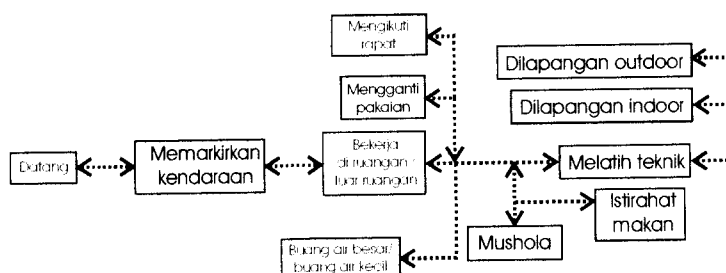 Mengikuti
rapat
Mengganti
pakaian
Dilapangan outdoor
Dilapangan indoor
Datang
Memarkirkan
kendaraan
Bekerja
di ruangan /
luar ruangan
Melatih teknik
Istirahat
makan
Mushola
Buang air besar/
buang air kecil